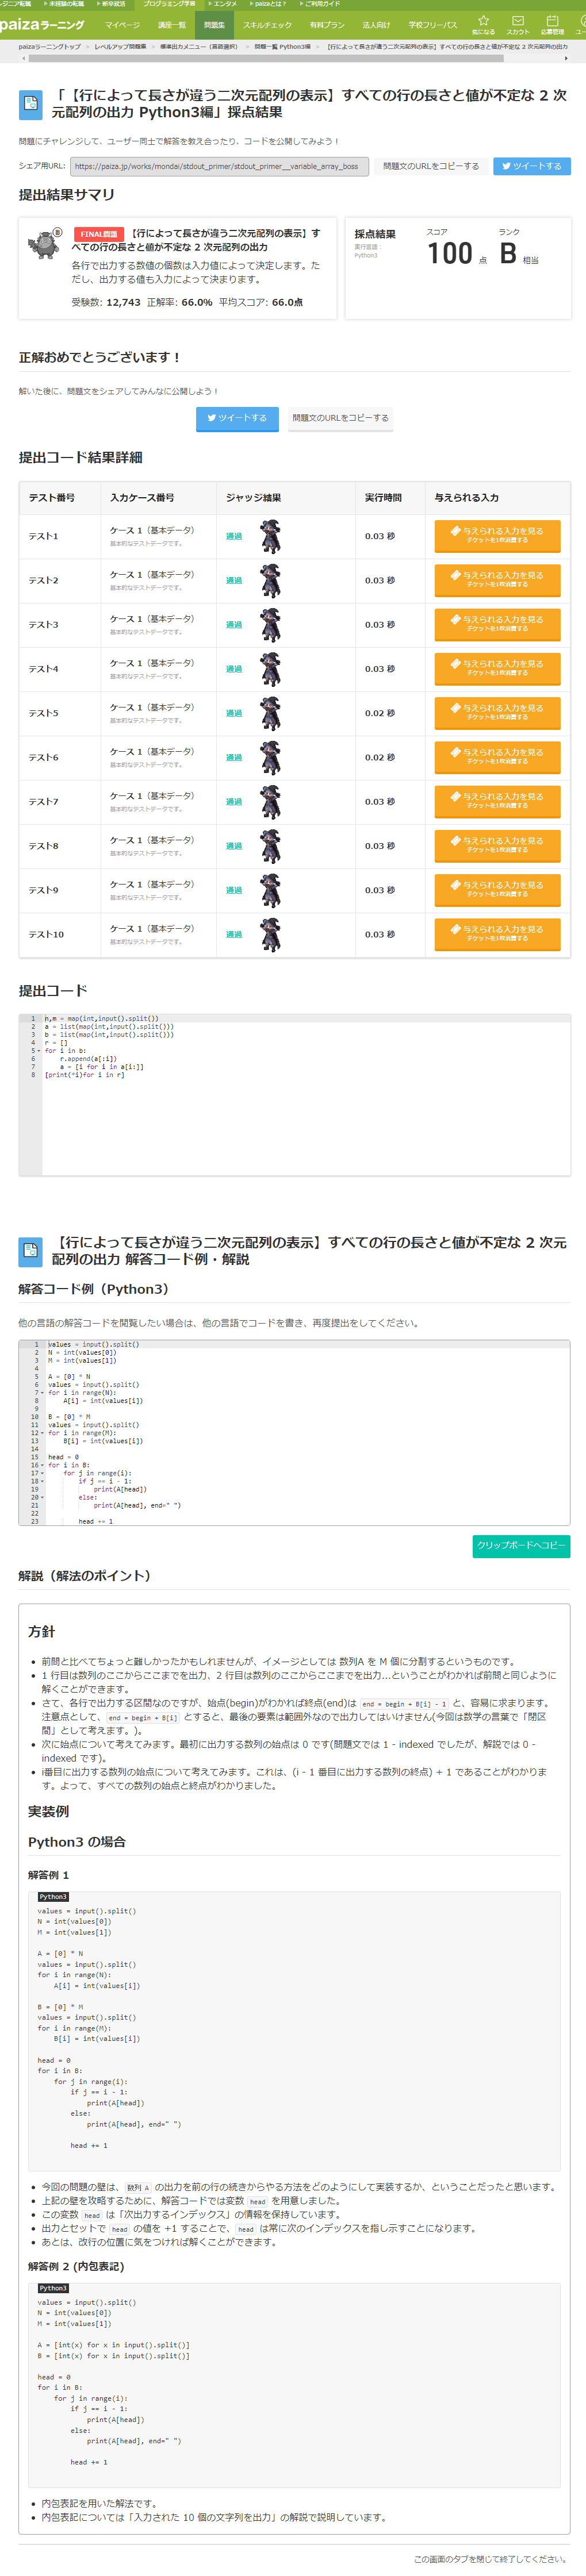 エンジニア転職 ▶ 未経験の転職 ▶ 新卒就活 プログラミング学習 ▶ エンタメ ▶ paizaとは？ ▶ ご利用ガイド
paizaラーニング マイページ 講座一覧 問題集 スキルチェック 有料プラン 法人向け 学校フリーパス 気になる スカウト 応募管理 ユー
paizaラーニングトップ > レベルアップ問題集 > 標準出力メニュー（言語選択） > 問題一覧 Python3編 > 【行によって長さが違う二次元配列の表示】すべての行の長さと値が不定な 2 次元配列の出力
「【行によって長さが違う二次元配列の表示】すべての行の長さと値が不定な 2 次
元配列の出力 Python3編」採点結果
問題にチャレンジして、ユーザー同士で解答を教え合ったり、コードを公開してみよう！
シェア用URL: https://paiza.jp/works/mondai/stdout_primer/stdout_primer__variable_array_boss 問題文のURLをコピーする ツイートする
提出結果サマリ
B
FINAL問題 【行によって長さが違う二次元配列の表示】す
べての行の長さと値が不定な 2 次元配列の出力
各行で出力する数値の個数は入力値によって決定します。た
だし、出力する値も入力によって決まります。
受験数: 12,743 正解率: 66.0% 平均スコア: 66.0点
採点結果
実行言語：
Python3
スコア
100 点
ランク
B 相当
正解おめでとうございます！
解いた後に、問題文をシェアしてみんなに公開しよう！
ツイートする 問題文のURLをコピーする
提出コード結果詳細
テスト番号 入力ケース番号 ジャッジ結果 実行時間 与えられる入力
テスト1 ケース 1（基本データ） 通過 0.03 秒 与えられる入力を見る
基本的なテストデータです。 チケットを1枚消費する
テスト2 ケース 1（基本データ） 通過 0.03 秒 与えられる入力を見る
基本的なテストデータです。 チケットを1枚消費する
テスト3 ケース 1（基本データ） 通過 0.03 秒 与えられる入力を見る
基本的なテストデータです。 チケットを1枚消費する
テスト4 ケース 1（基本データ） 通過 0.03 秒 与えられる入力を見る
基本的なテストデータです。 チケットを1枚消費する
テスト5 ケース 1（基本データ） 通過 0.02 秒 与えられる入力を見る
基本的なテストデータです。 チケットを1枚消費する
テスト6 ケース 1（基本データ） 通過 0.02 秒 与えられる入力を見る
基本的なテストデータです。 チケットを1枚消費する
テスト7 ケース 1（基本データ） 通過 0.03 秒 与えられる入力を見る
基本的なテストデータです。 チケットを1枚消費する
テスト8 ケース 1（基本データ） 通過 0.03 秒 与えられる入力を見る
基本的なテストデータです。 チケットを1枚消費する
テスト9 ケース 1（基本データ） 通過 0.03 秒 与えられる入力を見る
基本的なテストデータです。 チケットを1枚消費する
テスト10 ケース 1（基本データ） 通過 0.03 秒 与えられる入力を見る
基本的なテストデータです。 チケットを1枚消費する
提出コード
1 n,m = map(int,input().split())
2 a = list(map(int,input().split()))
3 b = list(map(int,input().split()))
4 r = []
5 for i in b:
6     r.append(a[:i])
7     a = [i for i in a[i:]]
8 [print(*i)for i in r]
【行によって長さが違う二次元配列の表示】すべての行の長さと値が不定な 2 次元
配列の出力 解答コード例・解説
解答コード例（Python3）
他の言語の解答コードを閲覧したい場合は、他の言語でコードを書き、再度提出をしてください。
1 values = input().split()
2 N = int(values[0])
3 M = int(values[1])
4
5 A = [0] * N
6 values = input().split()
7 for i in range(N):
8     A[i] = int(values[i])
9
10 B = [0] * M
11 values = input().split()
12 for i in range(M):
13     B[i] = int(values[i])
14
15 head = 0
16 for i in B:
17     for j in range(i):
18         if j == i - 1:
19             print(A[head])
20         else:
21             print(A[head], end=" ")
22
23         head += 1
クリップボードへコピー
解説（解法のポイント）
方針
• 前問と比べてちょっと難しかったかもしれませんが、イメージとしては 数列A を M 個に分割するというものです。
• 1 行目は数列のここからここまでを出力、2 行目は数列のここからここまでを出力...ということがわかれば前問と同じように
解くことができます。
• さて、各行で出力する区間なのですが、始点(begin)がわかれば終点(end)は end = begin + B[i] - 1 と、容易に求まります。
注意点として、 end = begin + B[i] とすると、最後の要素は範囲外なので出力してはいけません(今回は数学の言葉で「閉区
間」として考えます。)。
• 次に始点について考えてみます。最初に出力する数列の始点は 0 です(問題文では 1 - indexed でしたが、解説では 0 -
indexed です)。
• i番目に出力する数列の始点について考えてみます。これは、(i - 1 番目に出力する数列の終点) + 1 であることがわかりま
す。よって、すべての数列の始点と終点がわかりました。
実装例
Python3 の場合
解答例 1
Python3
values = input().split()
N = int(values[0])
M = int(values[1])

A = [0] * N
values = input().split()
for i in range(N):
    A[i] = int(values[i])

B = [0] * M
values = input().split()
for i in range(M):
    B[i] = int(values[i])

head = 0
for i in B:
    for j in range(i):
        if j == i - 1:
            print(A[head])
        else:
            print(A[head], end=" ")

        head += 1
• 今回の問題の壁は、 数列 A の出力を前の行の続きからやる方法をどのようにして実装するか、ということだったと思います。
• 上記の壁を攻略するために、解答コードでは変数 head を用意しました。
• この変数 head は「次出力するインデックス」の情報を保持しています。
• 出力とセットで head の値を +1 することで、 head は常に次のインデックスを指し示すことになります。
• あとは、改行の位置に気をつければ解くことができます。
解答例 2 (内包表記)
Python3
values = input().split()
N = int(values[0])
M = int(values[1])

A = [int(x) for x in input().split()]
B = [int(x) for x in input().split()]

head = 0
for i in B:
    for j in range(i):
        if j == i - 1:
            print(A[head])
        else:
            print(A[head], end=" ")

        head += 1
• 内包表記を用いた解法です。
• 内包表記については「入力された 10 個の文字列を出力」の解説で説明しています。
この画面のタブを閉じて終了してください。